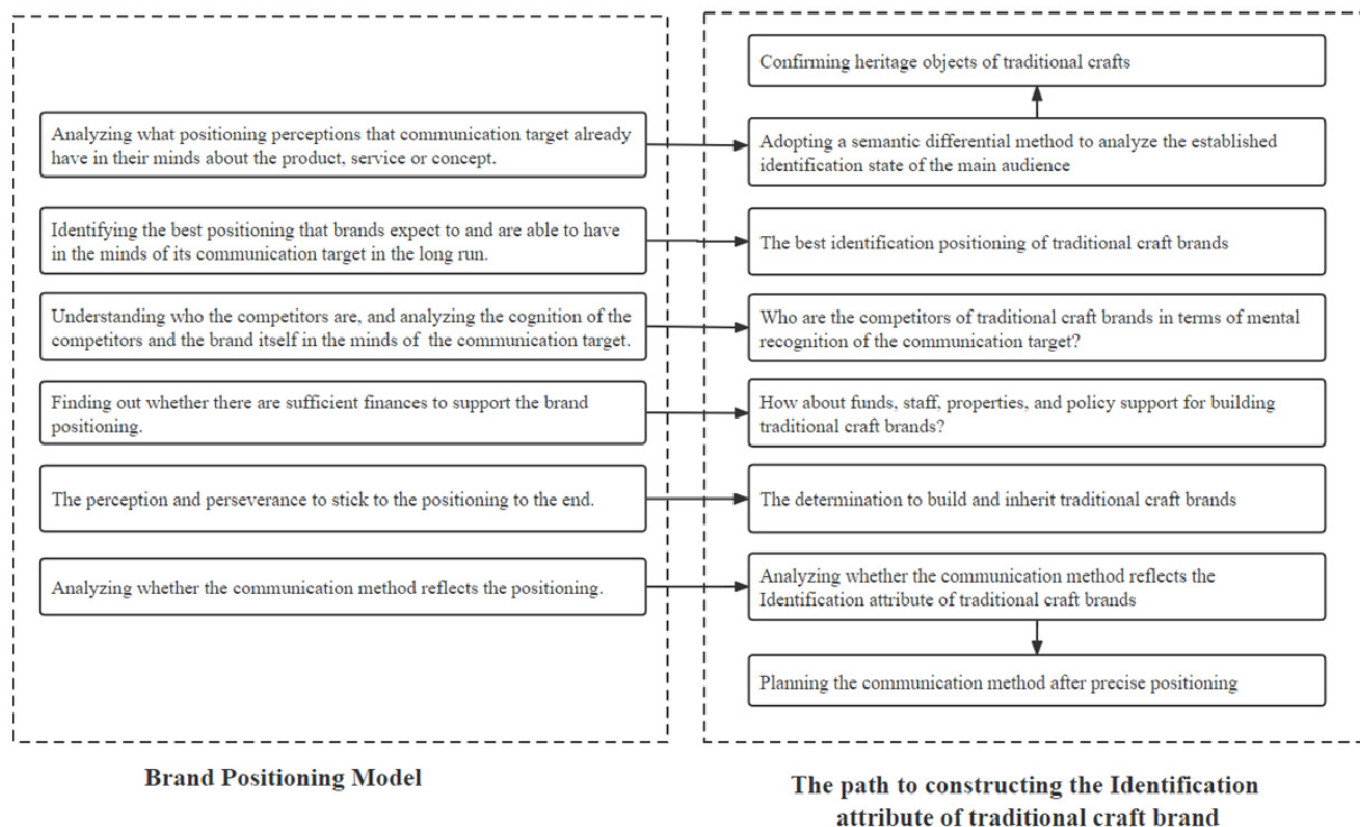 Confirming heritage objects of traditional crafts
Analyzing what positioning perceptions that communication target already
have in their minds about the product, service or concept.
Adopting a semantic differential method to analyze the established
identification state of the main audience
Identifying the best positioning that brands expect to and are able to have
in the minds of its communication target in the long run.
The best identification positioning of traditional craft brands
Understanding who the competitors are, and analyzing the cognition of the
competitors and the brand itself in the minds of the communication target.
Who are the competitors of traditional craft brands in terms of mental
recognition of the communication target?
Finding out whether there are sufficient finances to support the brand
positioning.
How about funds, staff, properties, and policy support for building
traditional craft brands?
The perception and perseverance to stick to the positioning to the end.
The determination to build and inherit traditional craft brands
Analyzing whether the communication method reflects the positioning.
Analyzing whether the communication method reflects the
Identification attribute of traditional craft brands
Planning the communication method after precise positioning
Brand Positioning Model
The path to constructing the Identification
attribute of traditional craft brand